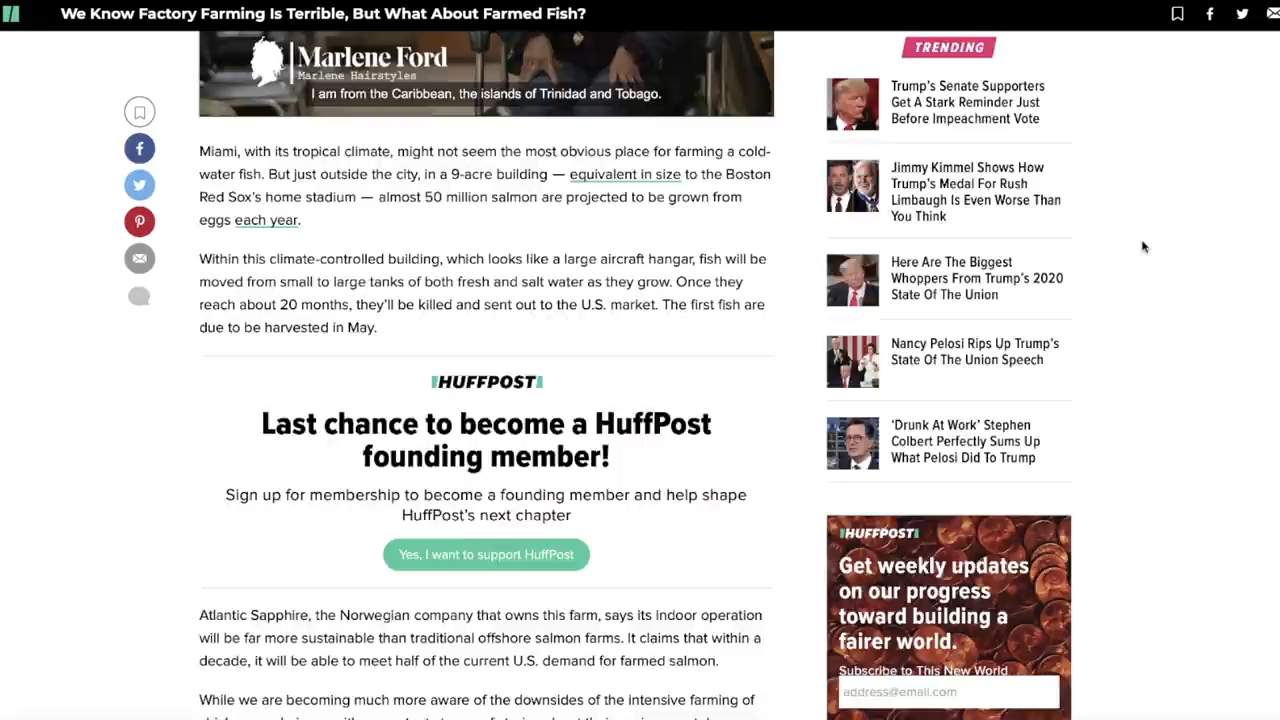 We Know Factory Farming Is Terrible, But What About Farmed Fish?
Marlene Ford
Marlene Hairstyles
I am from the Caribbean, the islands of Trinidad and Tobago.
Miami, with its tropical climate, might not seem the most obvious place for farming a cold-
water fish. But just outside the city, in a 9-acre building — equivalent in size to the Boston
Red Sox's home stadium — almost 50 million salmon are projected to be grown from
eggs each year.
Within this climate-controlled building, which looks like a large aircraft hangar, fish will be
moved from small to large tanks of both fresh and salt water as they grow. Once they
reach about 20 months, they'll be killed and sent out to the U.S. market. The first fish are
due to be harvested in May.
HUFFPOST
Last chance to become a HuffPost
founding member!
Sign up for membership to become a founding member and help shape
HuffPost's next chapter
Yes, I want to support HuffPost
Atlantic Sapphire, the Norwegian company that owns this farm, says its indoor operation
will be far more sustainable than traditional offshore salmon farms. It claims that within a
decade, it will be able to meet half of the current U.S. demand for farmed salmon.
While we are becoming much more aware of the downsides of the intensive farming of
TRENDING
Trump's Senate Supporters
Get A Stark Reminder Just
Before Impeachment Vote
Jimmy Kimmel Shows How
Trump's Medal For Rush
Limbaugh Is Even Worse Than
You Think
Here Are The Biggest
Whoppers From Trump's 2020
State Of The Union
Nancy Pelosi Rips Up Trump's
State Of The Union Speech
'Drunk At Work' Stephen
Colbert Perfectly Sums Up
What Pelosi Did To Trump
HUFFPOST
Get weekly updates
on our progress
toward building a
fairer world.
Subscribe to This New World
address@email.com